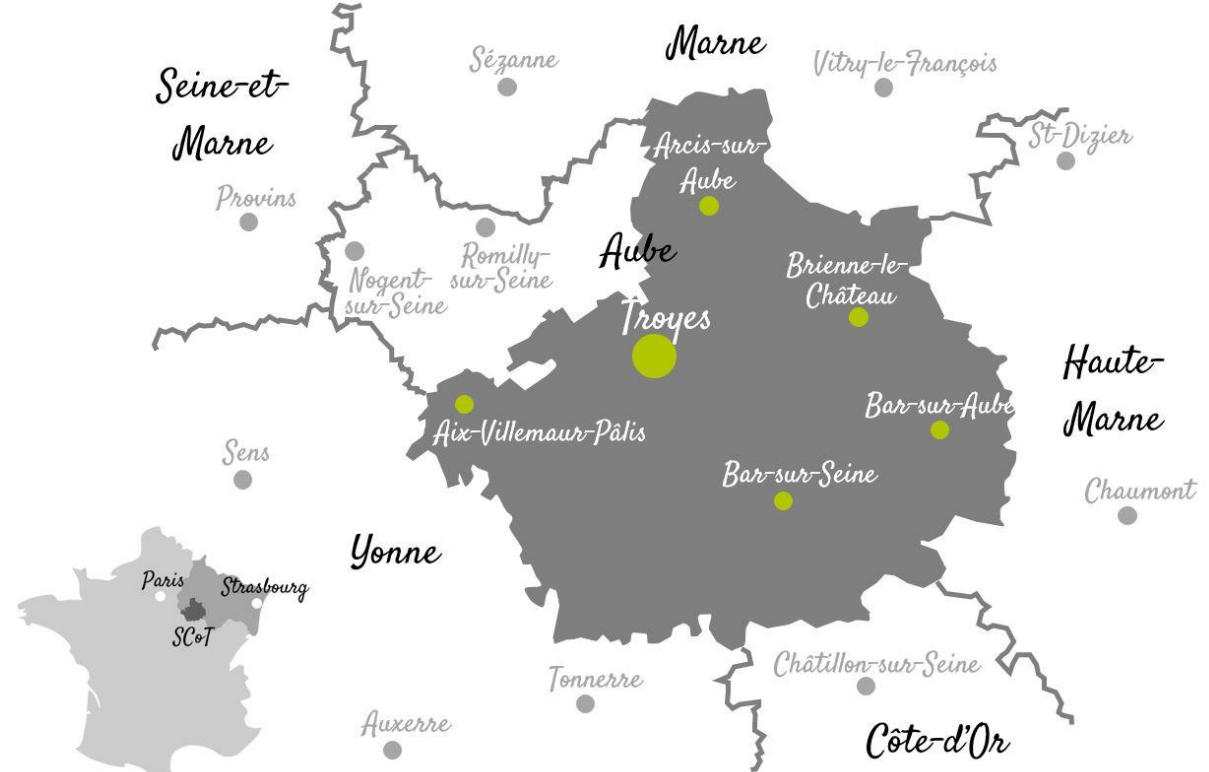 Marne
Sézanne
Vitry-le-François
Seine-et-
Marne
St-Dizier
Arcis-sur-
Aube
Provins
Aube
Romilly-
sur-Seine
Nogent-
sur-Seine
Brienne-le-
Château
Troyes
Haute-
Marne
Bar-sur-Aube
Aix-Villemaur-Pâlis
Sens
Bar-sur-Seine
Chaumont
Yonne
Paris
Strasbourg
SCoT
Châtillon-sur-Seine
Tonnerre
Auxerre
Côte-d'Or